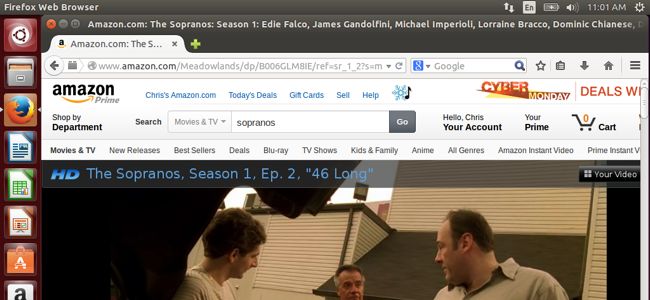 Firefox Web Browser En 11:01 AM
Amazon.com: The Sopranos: Season 1: Edie Falco, James Gandolfini, Michael Imperioli, Lorraine Bracco, Dominic Chianese,
Amazon.com: The S...
www.amazon.com/Meadowlands/dp/B006GLM8IE/ref=sr_1_2?s=m Google
amazon Prime
Chris's Amazon.com Today's Deals Gift Cards Sell Help
CYBER MONDAY DEALS
Shop by Department
Search Movies & TV sopranos Go
Hello, Chris Your Account
Your Prime
0 Cart
Movies & TV New Releases Best Sellers Deals Blu-ray TV Shows Kids & Family Anime All Genres Amazon Instant Video Prime Instant
HD The Sopranos, Season 1, Ep. 2, "46 Long" Your Video